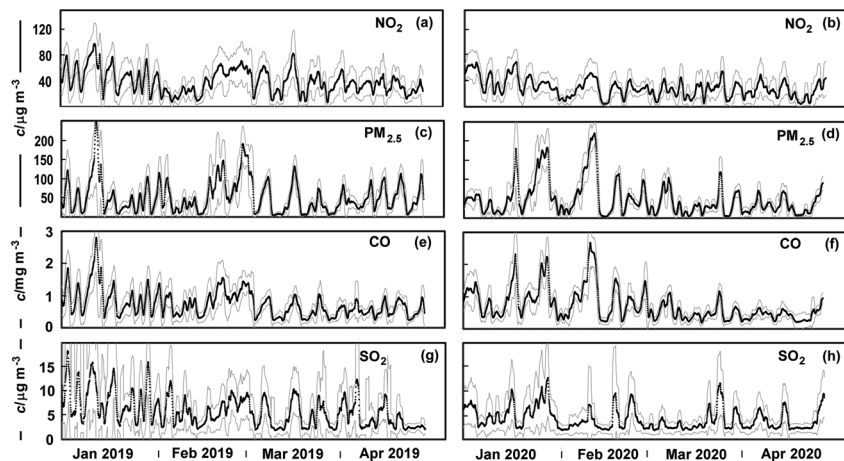 NO₂ (a)
NO₂ (b)
120
80
40
c/μg m⁻³
PM₂.₅ (c)
PM₂.₅ (d)
200
150
100
50
0
CO (e)
CO (f)
3
2
1
0
c/mg m⁻³
SO₂ (g)
SO₂ (h)
15
10
5
0
c/μg m⁻³
Jan 2019 Feb 2019 Mar 2019 Apr 2019
Jan 2020 Feb 2020 Mar 2020 Apr 2020